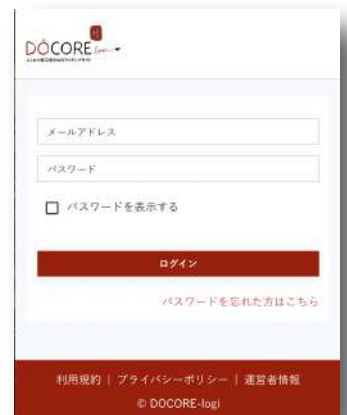 DOCORE
メールアドレス
パスワード
パスワードを表示する
ログイン
パスワードを忘れた方はこちら
利用規約 | プライバシーポリシー | 運営者情報
© DOCORE-logi